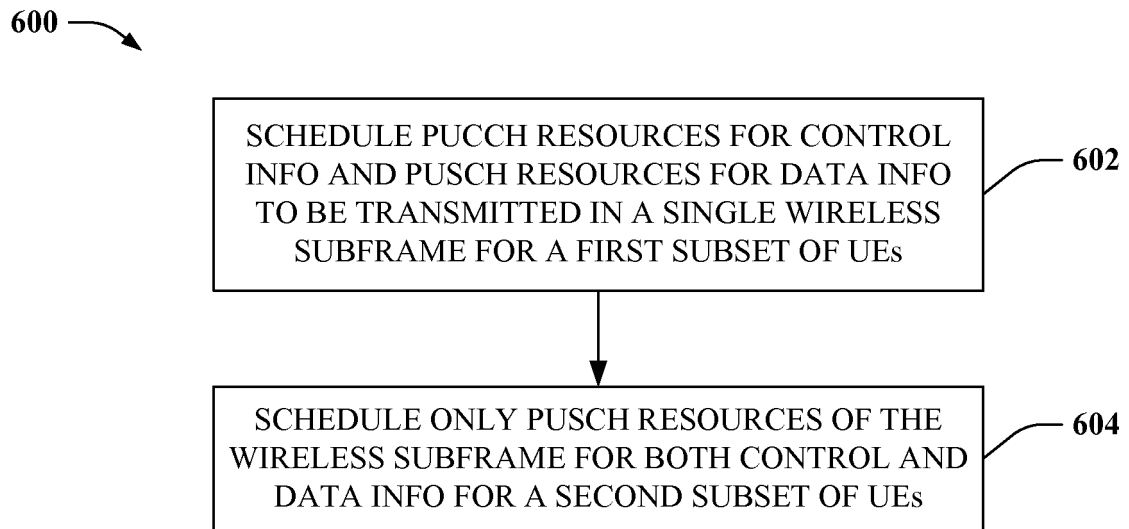 600
SCHEDULE PUCCH RESOURCES FOR CONTROL
INFO AND PUSCH RESOURCES FOR DATA INFO
TO BE TRANSMITTED IN A SINGLE WIRELESS
SUBFRAME FOR A FIRST SUBSET OF UEs
602
SCHEDULE ONLY PUSCH RESOURCES OF THE
WIRELESS SUBFRAME FOR BOTH CONTROL AND
DATA INFO FOR A SECOND SUBSET OF UEs
604